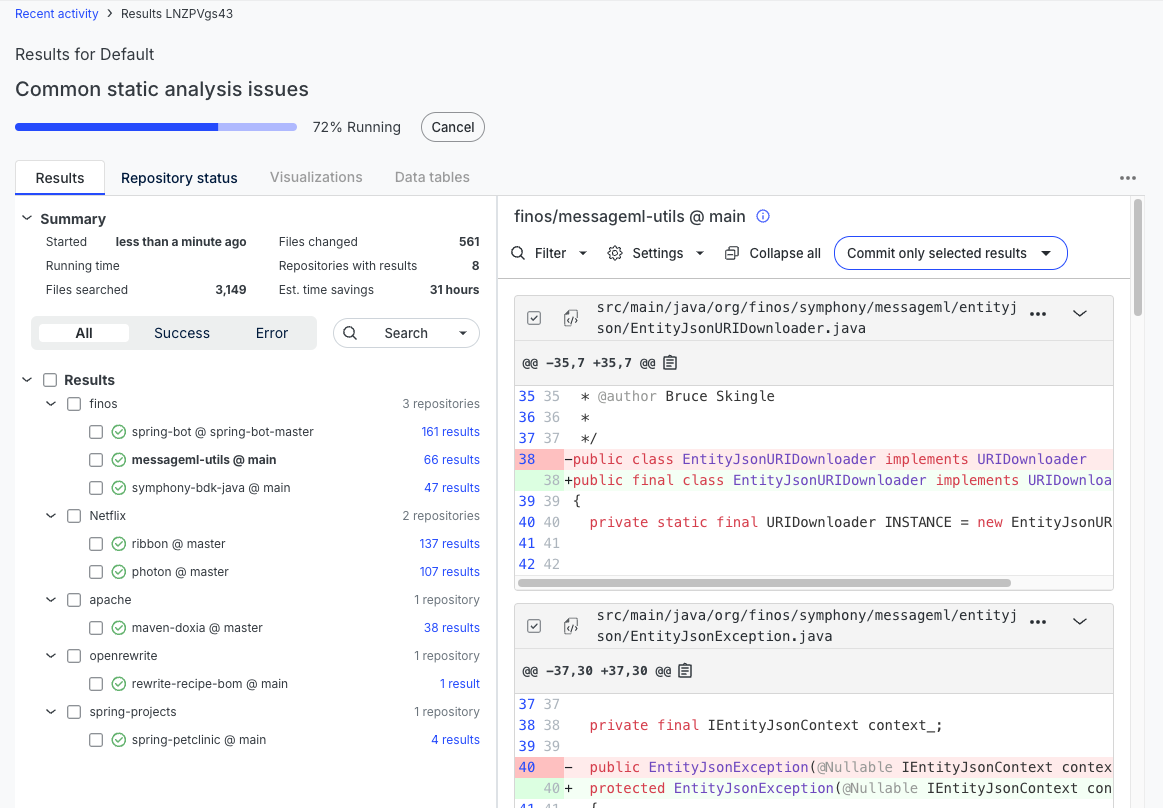 Recent activity > Results LNZPVgs43
Results for Default
Common static analysis issues
72% Running Cancel
Results Repository status Visualizations Data tables
Summary
Started less than a minute ago Files changed 561
Running time Repositories with results 8
Files searched 3,149 Est. time savings 31 hours
All Success Error Search
Results
finos 3 repositories
spring-bot @ spring-bot-master 161 results
messageml-utils @ main 66 results
symphony-bdk-java @ main 47 results
Netflix 2 repositories
ribbon @ master 137 results
photon @ master 107 results
apache 1 repository
maven-doxia @ master 38 results
openrewrite 1 repository
rewrite-recipe-bom @ main 1 result
spring-projects 1 repository
spring-petclinic @ main 4 results
finos/messageml-utils @ main
Filter Settings Collapse all Commit only selected results
src/main/java/org/finos/symphony/messageml/entityj
son/EntityJsonURIDownloader.java
@@ -35,7 +35,7 @@
35 35 * @author Bruce Skingle
36 36 *
37 37 */
38 -public class EntityJsonURIDownloader implements URIDownloader
38 +public final class EntityJsonURIDownloader implements URIDownloa
39 39 {
40 40 private static final URIDownloader INSTANCE = new EntityJsonUR
41 41
42 42
src/main/java/org/finos/symphony/messageml/entityj
son/EntityJsonException.java
@@ -37,30 +37,30 @@
37 37
38 38 private final IEntityJsonContext context_;
39 39
40 - public EntityJsonException(@Nullable IEntityJsonContext contex
40 + protected EntityJsonException(@Nullable IEntityJsonContext con
41 41 {